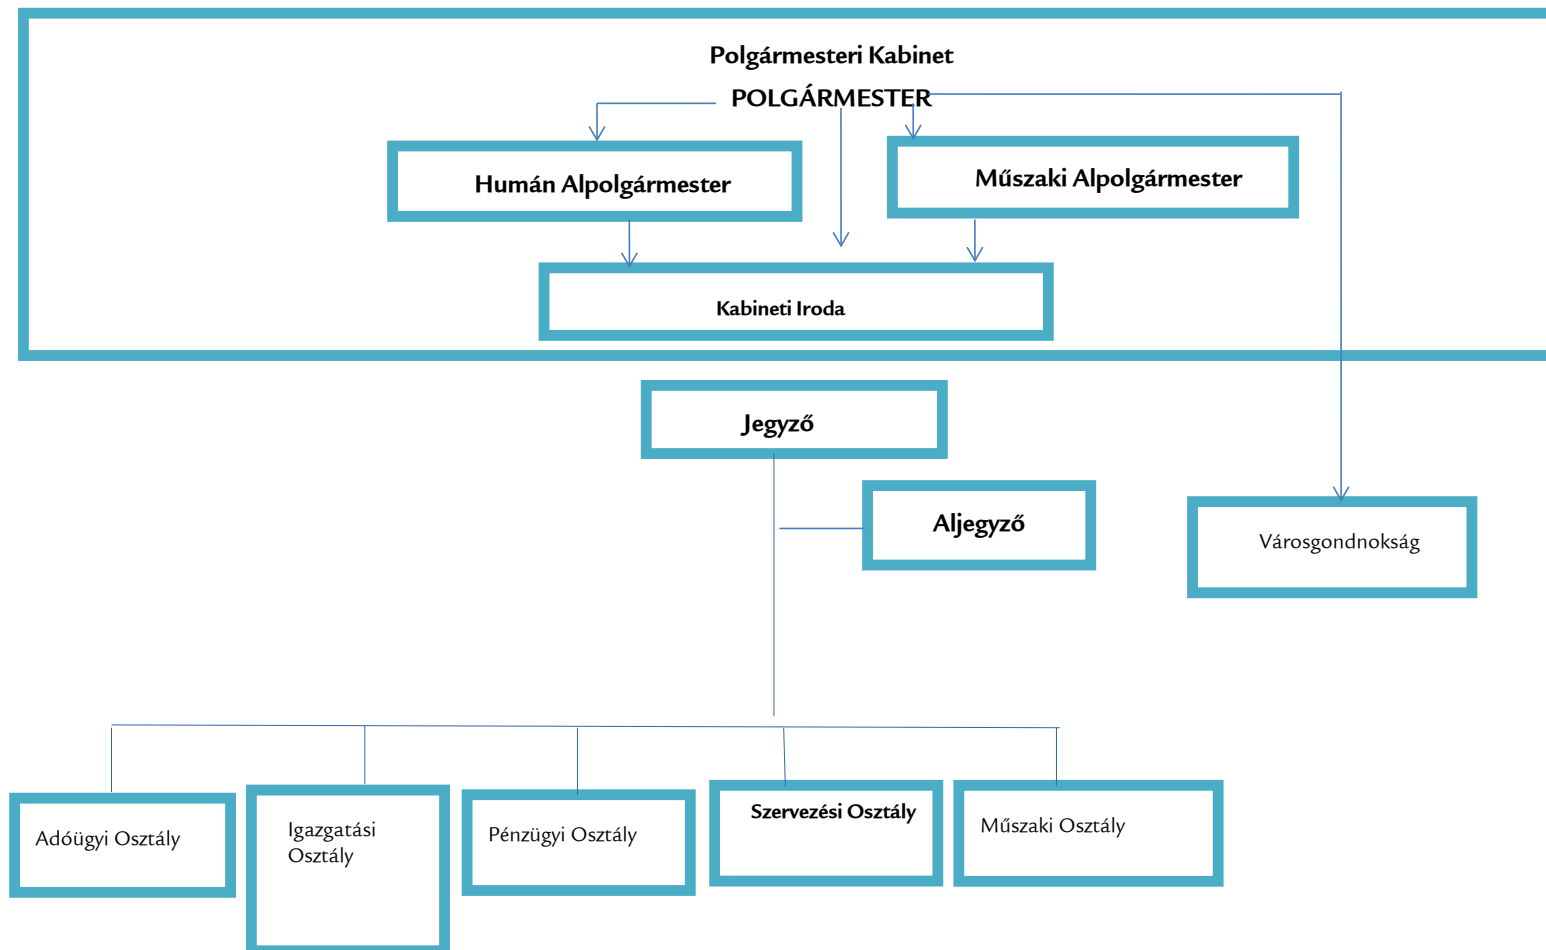 Polgármesteri Kabinet
POLGÁRMESTER
Humán Alpolgármester
Műszaki Alpolgármester
Kabineti Iroda
Jegyző
Aljegyző
Városgondnokság
Adóügyi Osztály
Igazgatási
Osztály
Pénzügyi Osztály
Szervezési Osztály
Műszaki Osztály